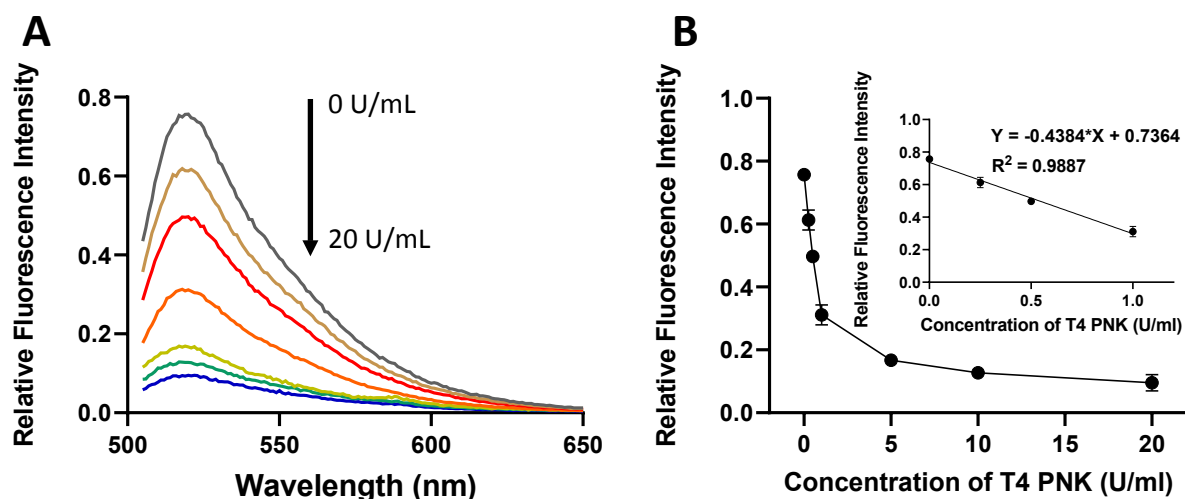 A
Relative Fluorescence Intensity
0.8
0.6
0.4
0.2
0.0
500
550
600
650
Wavelength (nm)
0 U/mL
20 U/mL
B
Relative Fluorescence Intensity
1.0
0.8
0.6
0.4
0.2
0.0
0
5
10
15
20
Concentration of T4 PNK (U/ml)
Relative Fluorescence Intensity
1.0
0.8
0.6
0.4
0.2
0.0
0.0
0.5
1.0
Concentration of T4 PNK (U/ml)
Y = -0.4384*X + 0.7364
R² = 0.9887